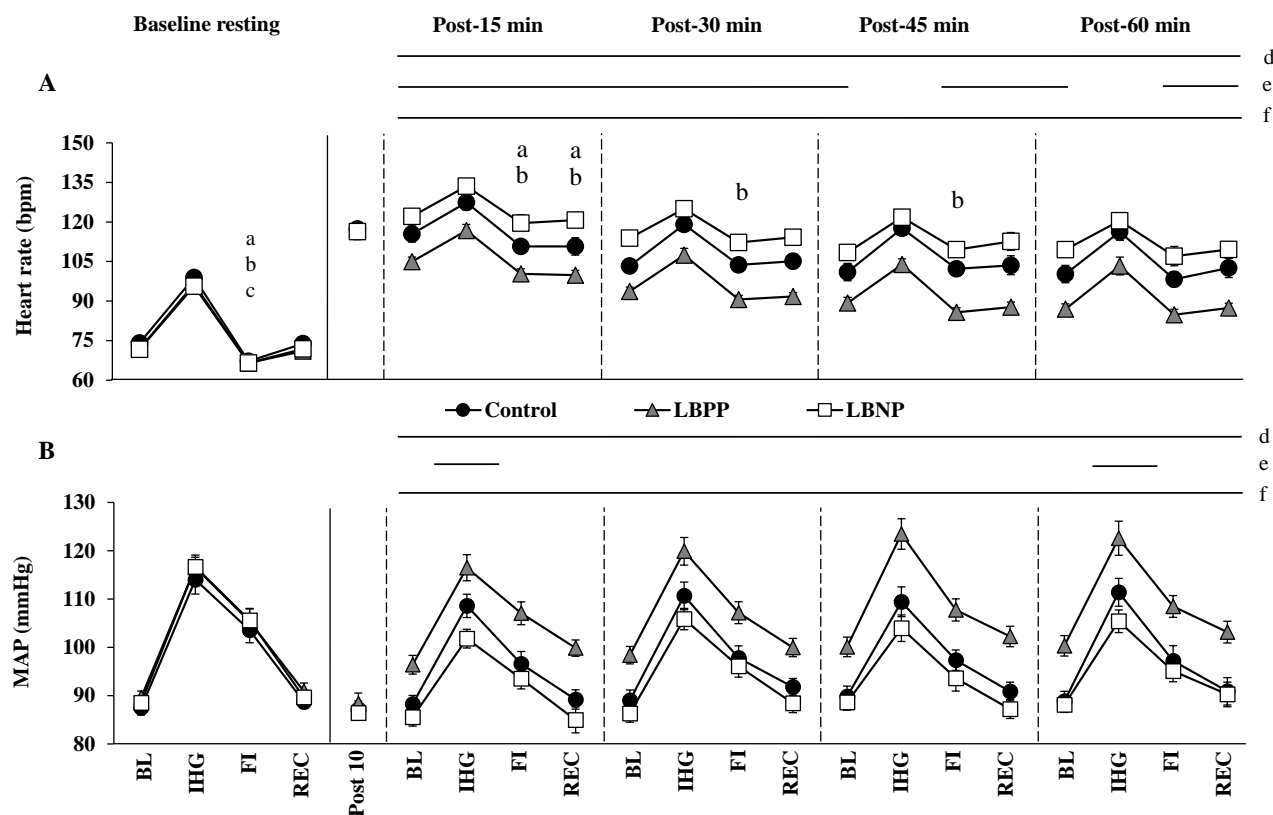 Baseline resting Post-15 min Post-30 min Post-45 min Post-60 min
d
A e
f
150
135
120
105
90
75
60
Heart rate (bpm)
a
b
c
a
b
a
b
b
b
Control LBPP LBNP
d
B e
f
130
120
110
100
90
80
MAP (mmHg)
BL IHG FI REC Post 10 BL IHG FI REC BL IHG FI REC BL IHG FI REC BL IHG FI REC